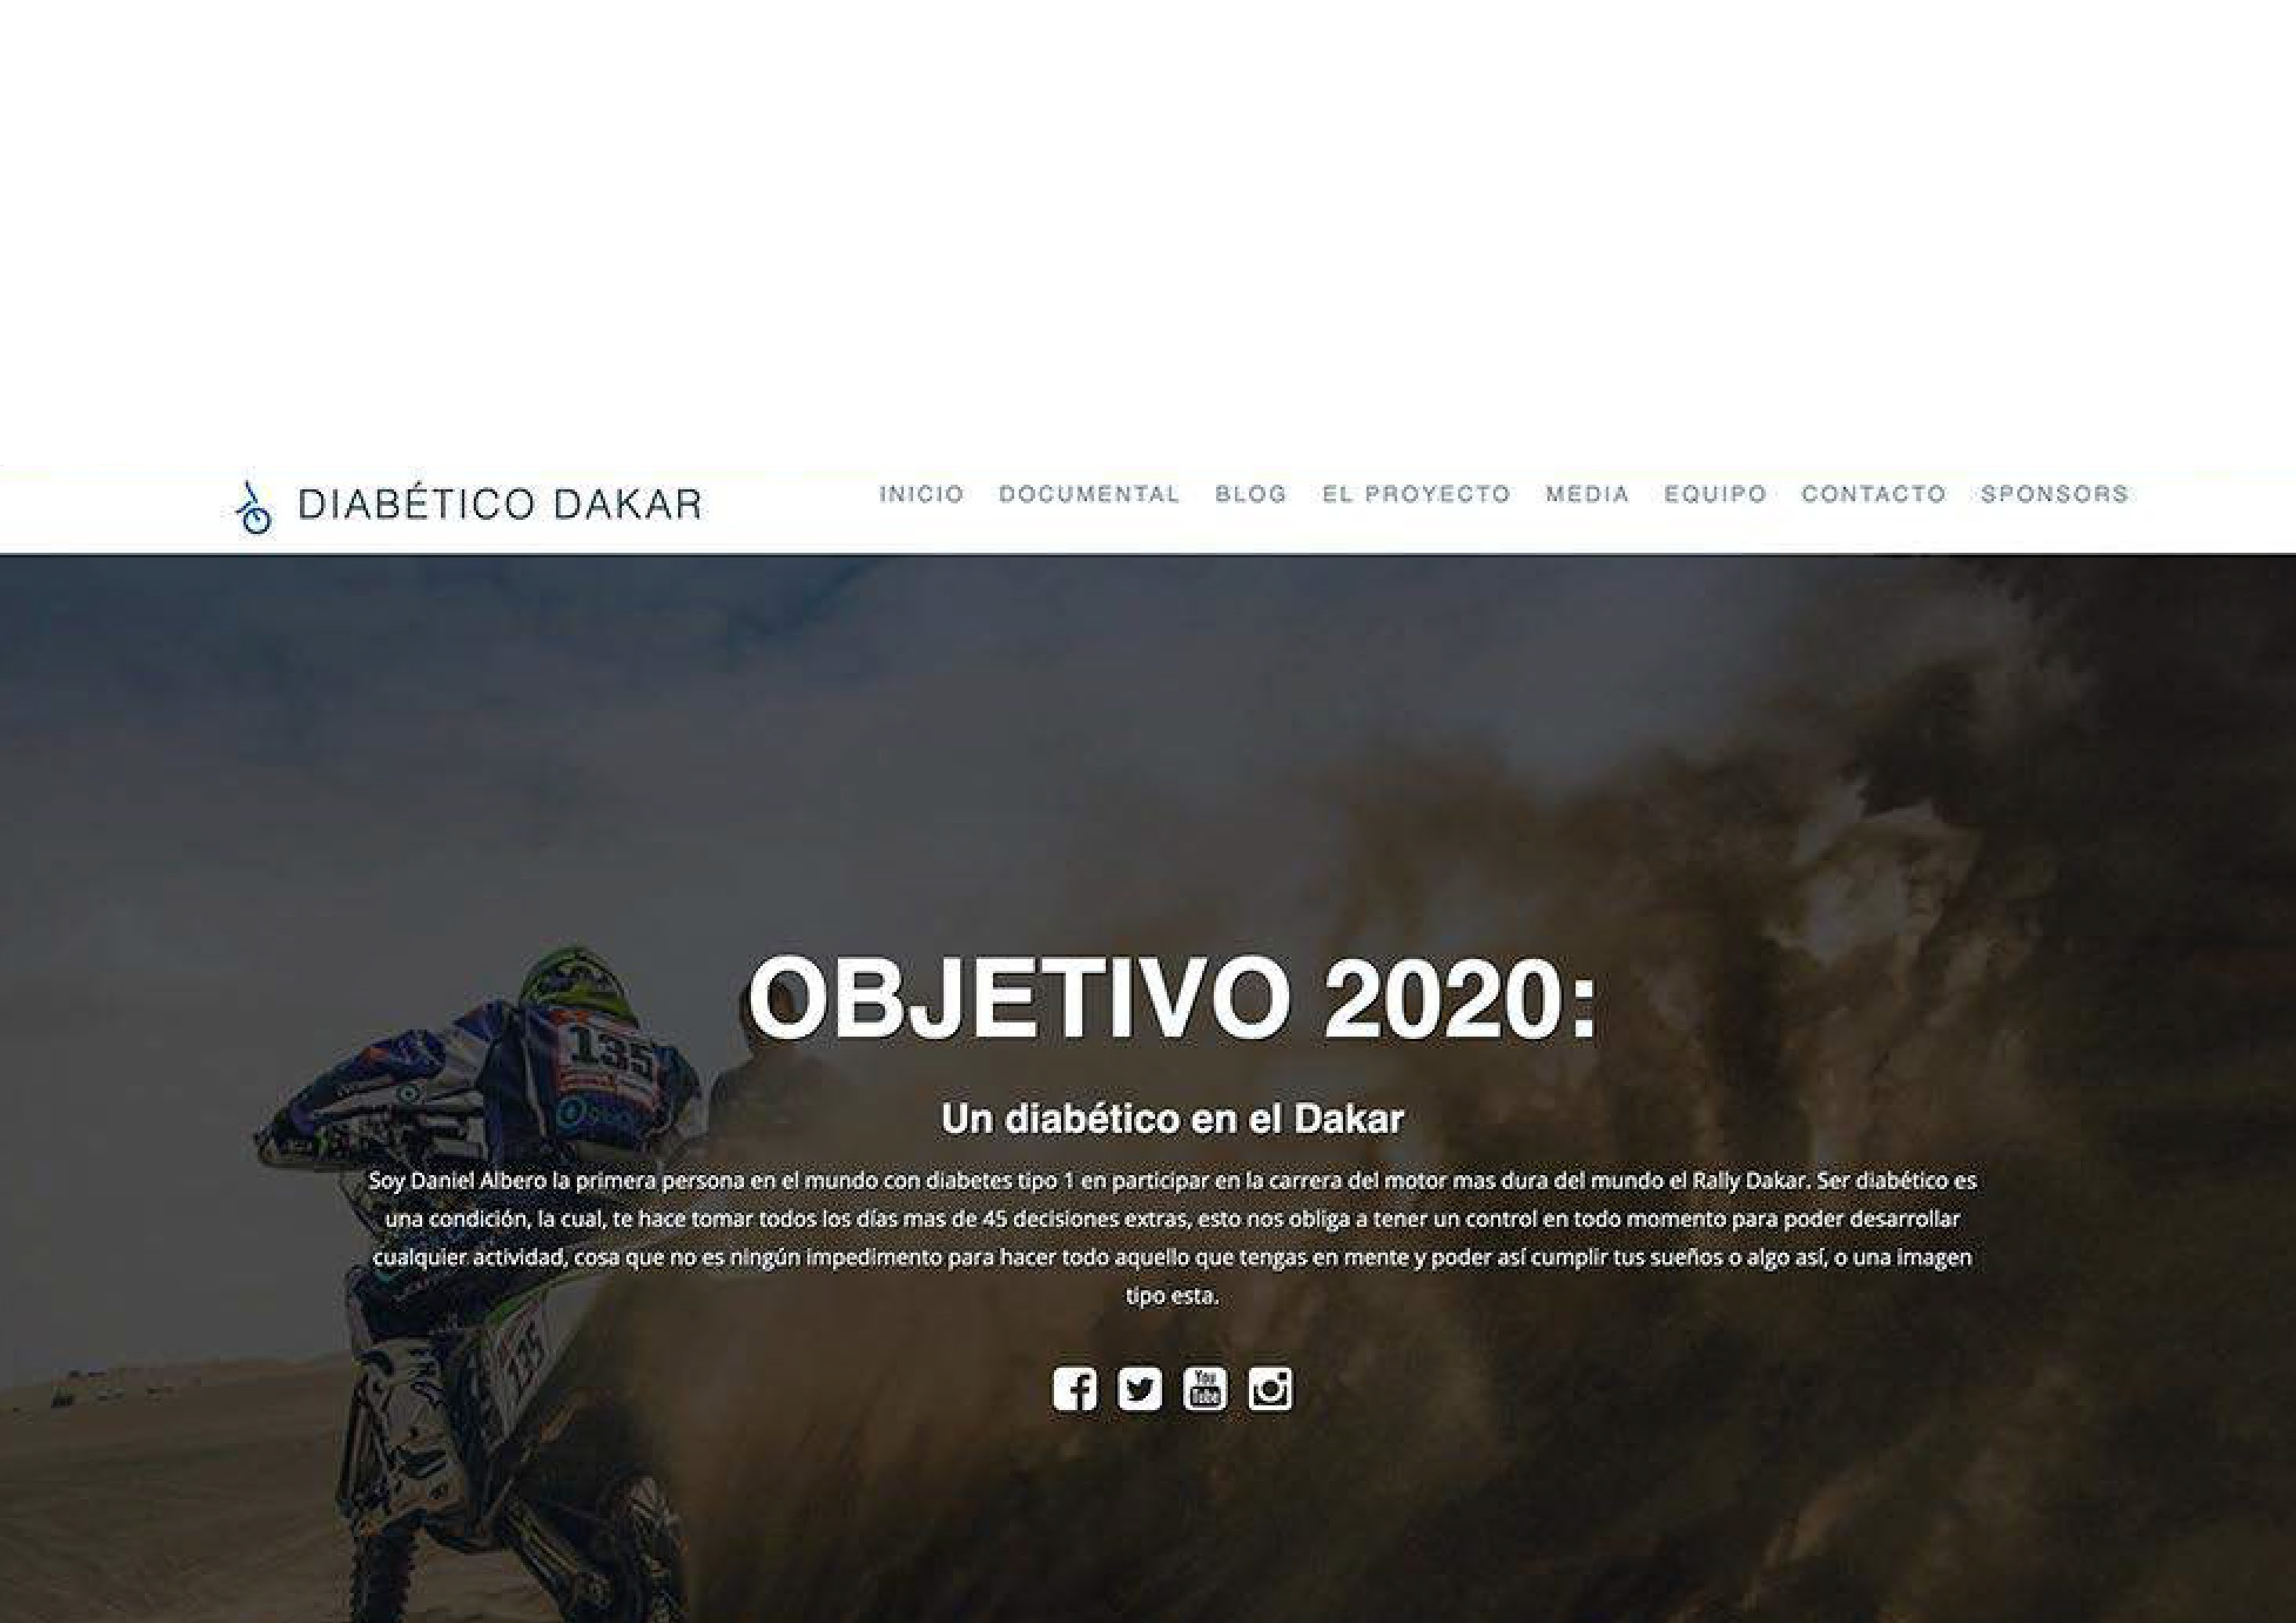 DIABÉTICO DAKAR
INICIO DOCUMENTAL BLOG EL PROYECTO MEDIA EQUIPO CONTACTO SPONSORS
OBJETIVO 2020:
135
Un diabético en el Dakar
Soy Daniel Albero la primera persona en el mundo con diabetes tipo 1 en participar en la carrera del motor mas dura del mundo el Rally Dakar. Ser diabético es
una condición, la cual, te hace tomar todos los días mas de 45 decisiones extras, esto nos obliga a tener un control en todo momento para poder desarrollar
cualquier actividad, cosa que no es ningún impedimento para hacer todo aquello que tengas en mente y poder así cumplir tus sueños o algo así, o una imagen
tipo esta.
135
You Tube